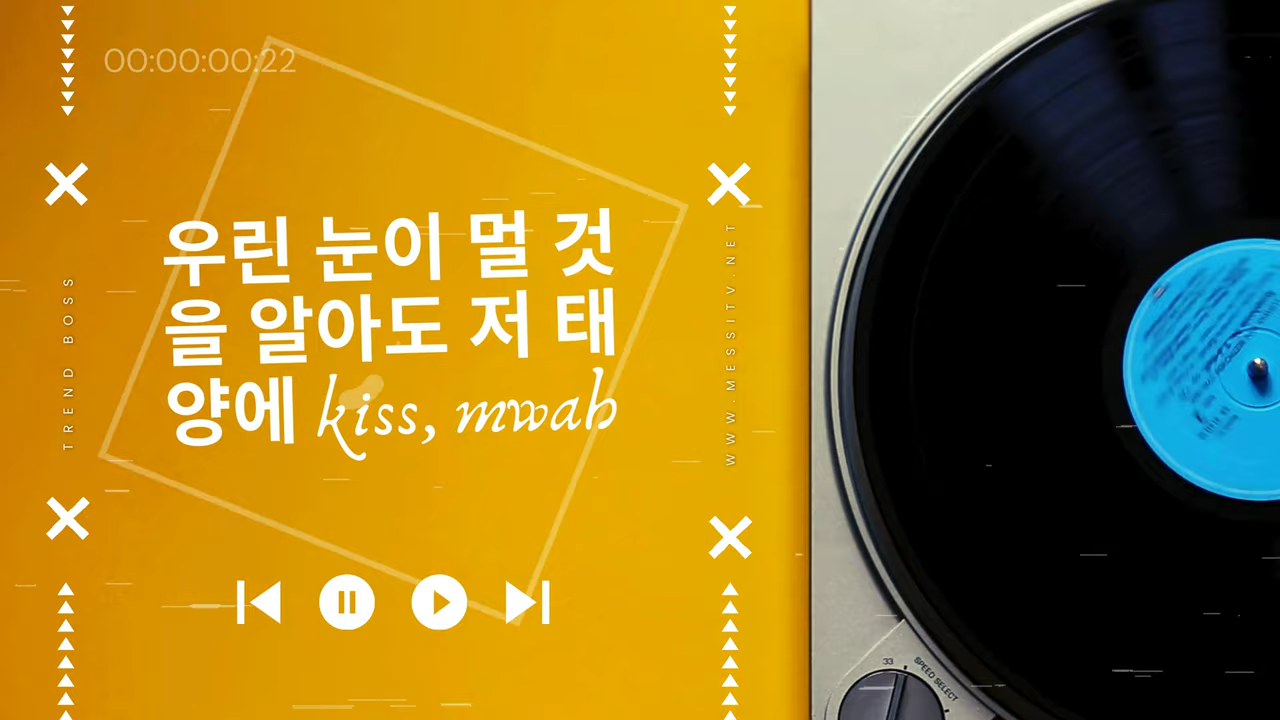 00:00:00:22
우린 눈이 멀 것
을 알아도 저 태
양에 kiss, mwah
TREND BOSS
WWW.MESSITV.NET
33
SPEED SELECT